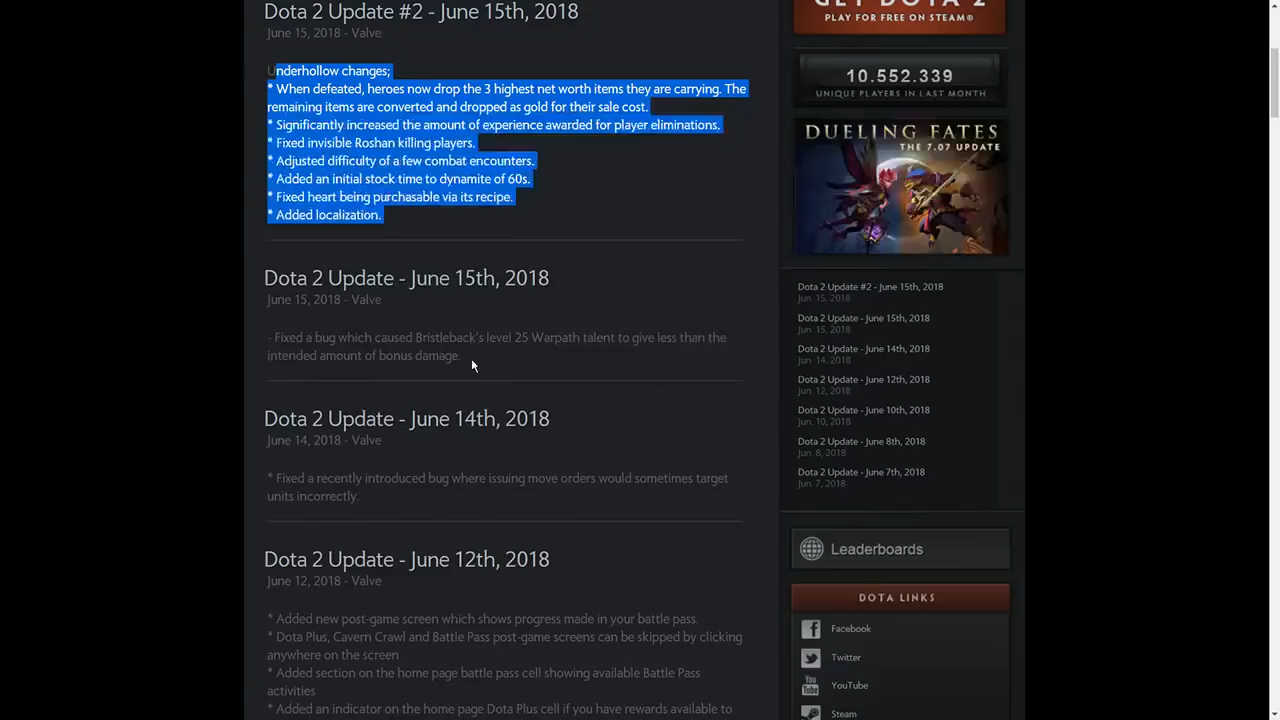 Dota 2 Update #2 - June 15th, 2018
June 15, 2018 - Valve
Underhollow changes;
* When defeated, heroes now drop the 3 highest net worth items they are carrying. The
remaining items are converted and dropped as gold for their sale cost.
* Significantly increased the amount of experience awarded for player eliminations.
* Fixed invisible Roshan killing players.
* Adjusted difficulty of a few combat encounters.
* Added an initial stock time to dynamite of 60s.
* Fixed heart being purchasable via its recipe.
* Added localization.
Dota 2 Update - June 15th, 2018
June 15, 2018 - Valve
- Fixed a bug which caused Bristleback's level 25 Warpath talent to give less than the
intended amount of bonus damage.
Dota 2 Update - June 14th, 2018
June 14, 2018 - Valve
* Fixed a recently introduced bug where issuing move orders would sometimes target
units incorrectly.
Dota 2 Update - June 12th, 2018
June 12, 2018 - Valve
* Added new post-game screen which shows progress made in your battle pass.
* Dota Plus, Cavern Crawl and Battle Pass post-game screens can be skipped by clicking
anywhere on the screen
* Added section on the home page battle pass cell showing available Battle Pass
activities
* Added an indicator on the home page Dota Plus cell if you have rewards available to
GET DOTA 2
PLAY FOR FREE ON STEAM®
10.552.339
UNIQUE PLAYERS IN LAST MONTH
DUELING FATES
THE 7.07 UPDATE
Dota 2 Update #2 - June 15th, 2018
Jun. 15, 2018
Dota 2 Update - June 15th, 2018
Jun. 15, 2018
Dota 2 Update - June 14th, 2018
Jun. 14, 2018
Dota 2 Update - June 12th, 2018
Jun. 12, 2018
Dota 2 Update - June 10th, 2018
Jun. 10, 2018
Dota 2 Update - June 8th, 2018
Jun. 8, 2018
Dota 2 Update - June 7th, 2018
Jun. 7, 2018
Leaderboards
DOTA LINKS
Facebook
Twitter
You Tube
YouTube
Steam